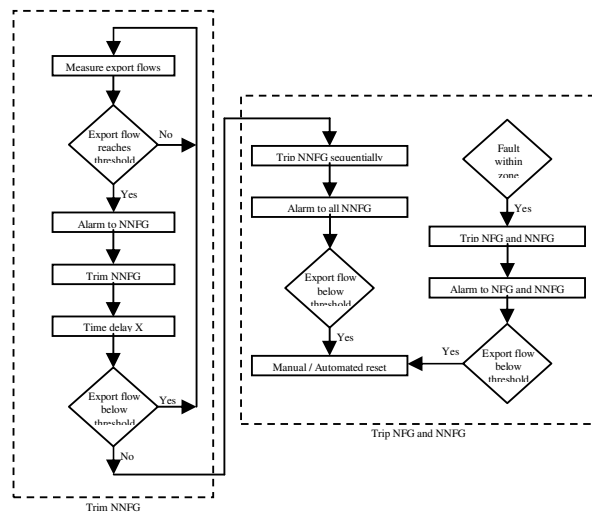 Measure export flows
Export flow
reaches
threshold
No
Yes
Alarm to NNFG
Trim NNFG
Time delay X
Export flow
below
threshold
Yes
No
Trim NNFG
Trip NNFG sequentially
Alarm to all NNFG
Export flow
below
threshold
Yes
Manual / Automated reset
Fault
within
zone
Yes
Trip NFG and NNFG
Alarm to NFG and NNFG
Export flow
below
threshold
Yes
Trip NFG and NNFG